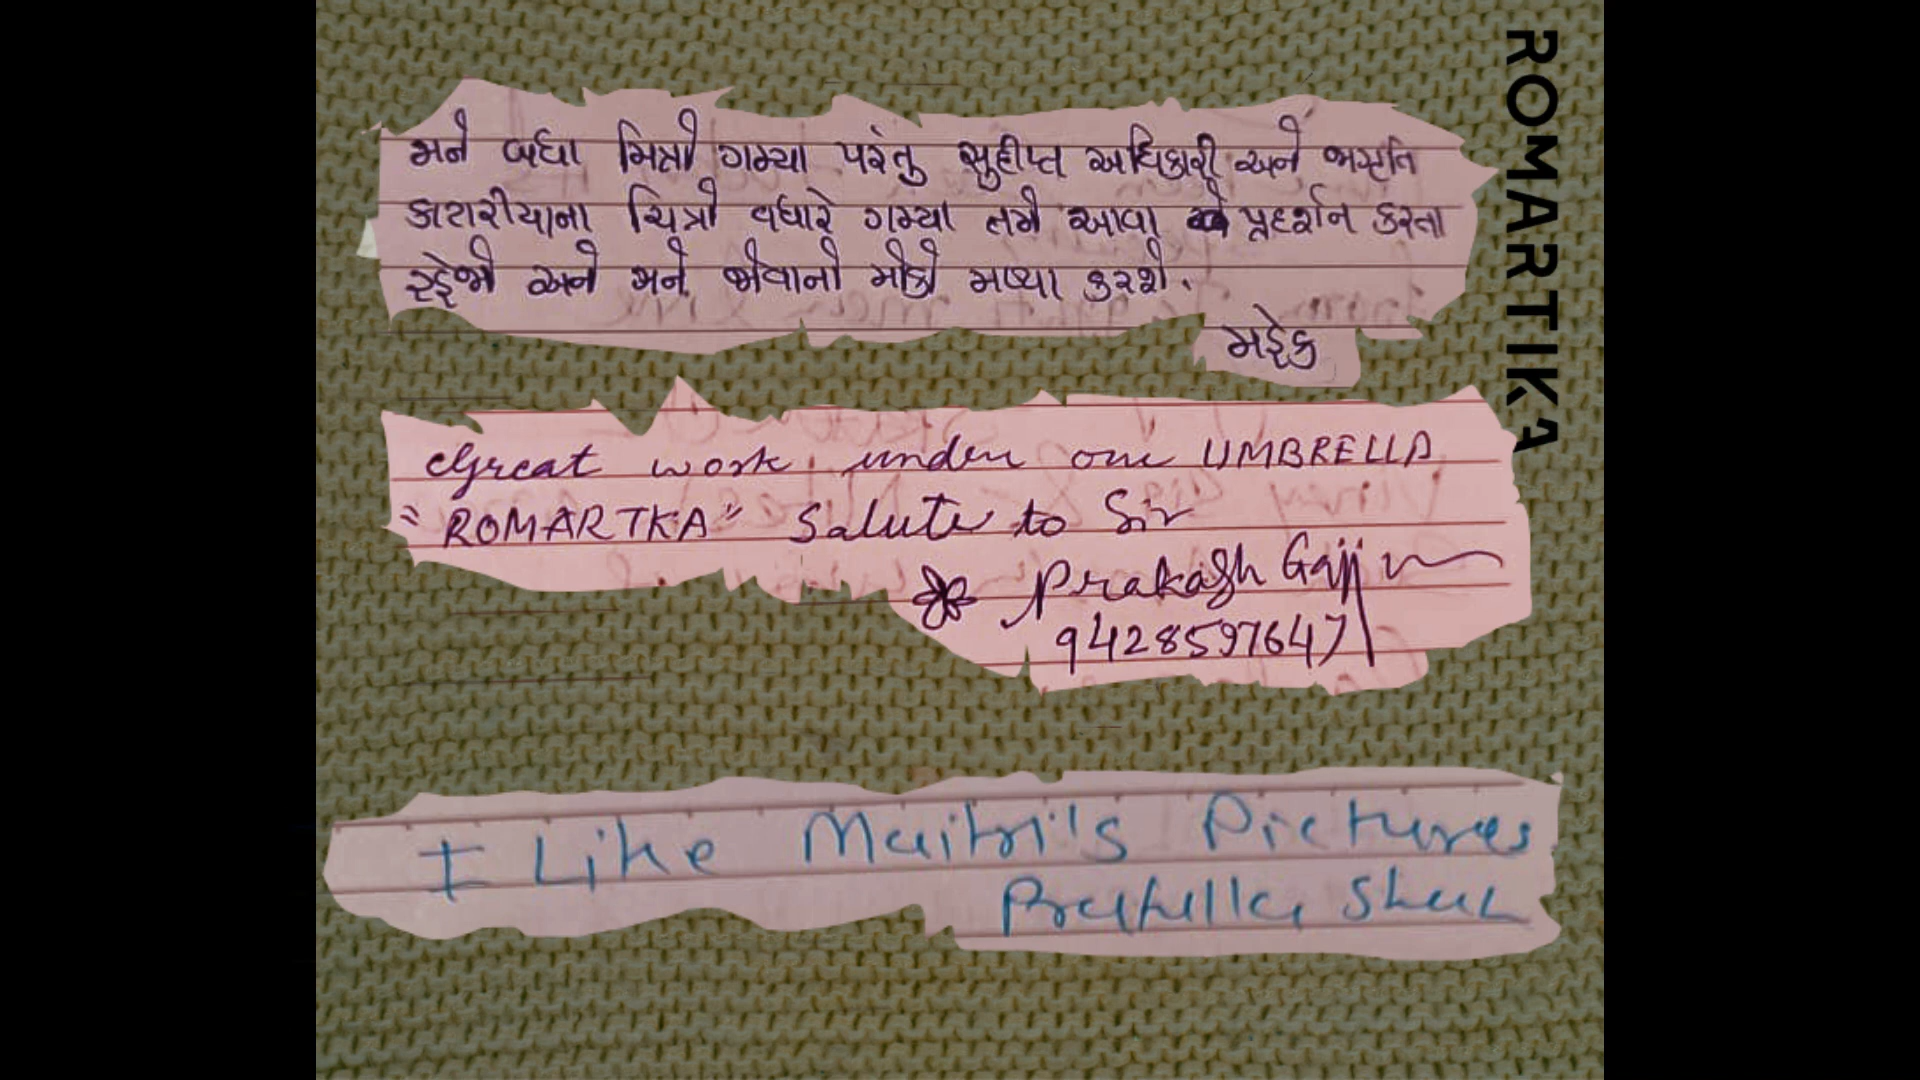 મને બધા મિત્રો ગમ્યા પરંતુ સુદીપ્ત અધિકારી અને જાગૃતિ
કાટારીયાના ચિત્રો વધારે ગમ્યા તમે આવા પ્રદર્શન કરતા
રહેજો અને મને જોવાનો મોકો મળ્યા કરશે.
મહેક
Great work under one UMBRELLA
"ROMARTKA" Salute to Sir
Prakash Gajj
9428597647
I Like Maitri's Pictures
Prafulla Shah
ROMARTIKA